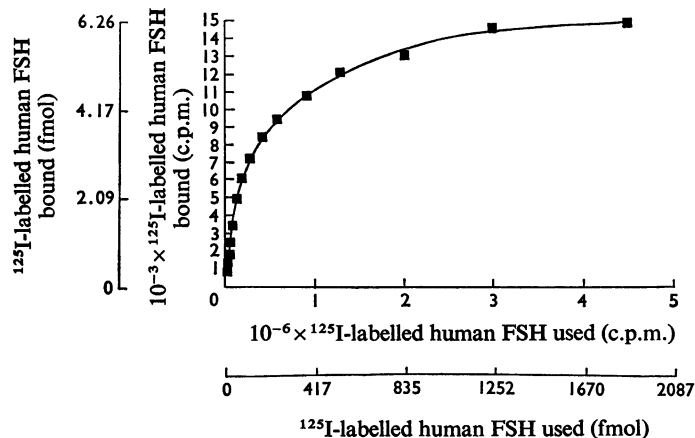 ¹²⁵I-labelled human FSH
bound (fmol)
6.26
4.17
2.09
0
10⁻³ × ¹²⁵I-labelled human FSH
bound (c.p.m.)
15
14
13
12
11
10
9
8
7
6
5
4
3
2
1
0 1 2 3 4 5
10⁻⁶ × ¹²⁵I-labelled human FSH used (c.p.m.)
0 417 835 1252 1670 2087
¹²⁵I-labelled human FSH used (fmol)